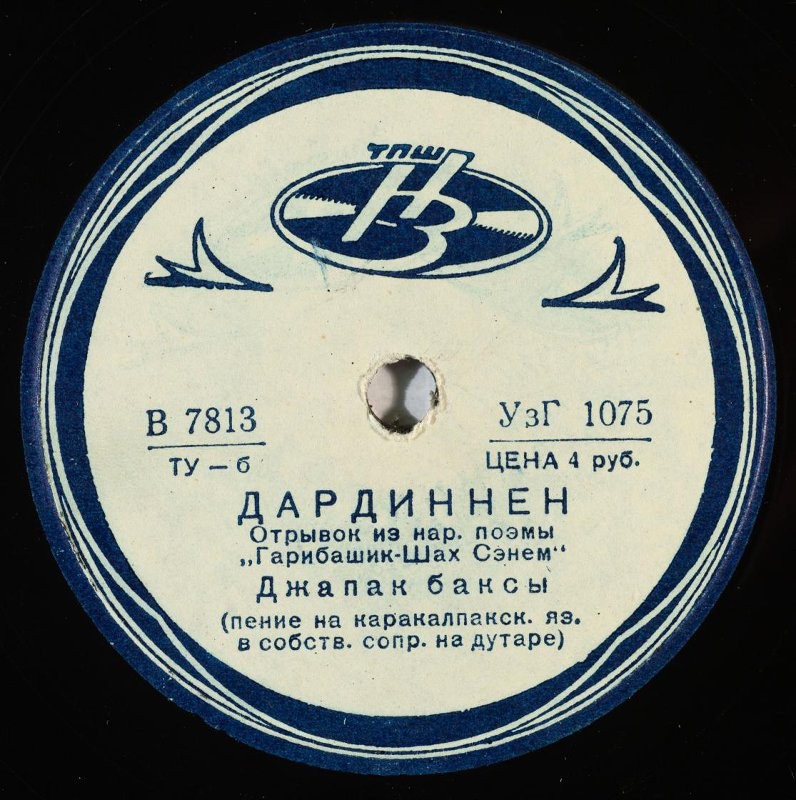 ТПШ
НЗ
В 7813
УзГ 1075
ТУ — б
ЦЕНА 4 руб.
ДАРДИННЕН
Отрывок из нар. поэмы
„Гарибашик-Шах Сэнем“
Джапак баксы
(пение на каракалпакск. яз.
в собств. сопр. на дутаре)